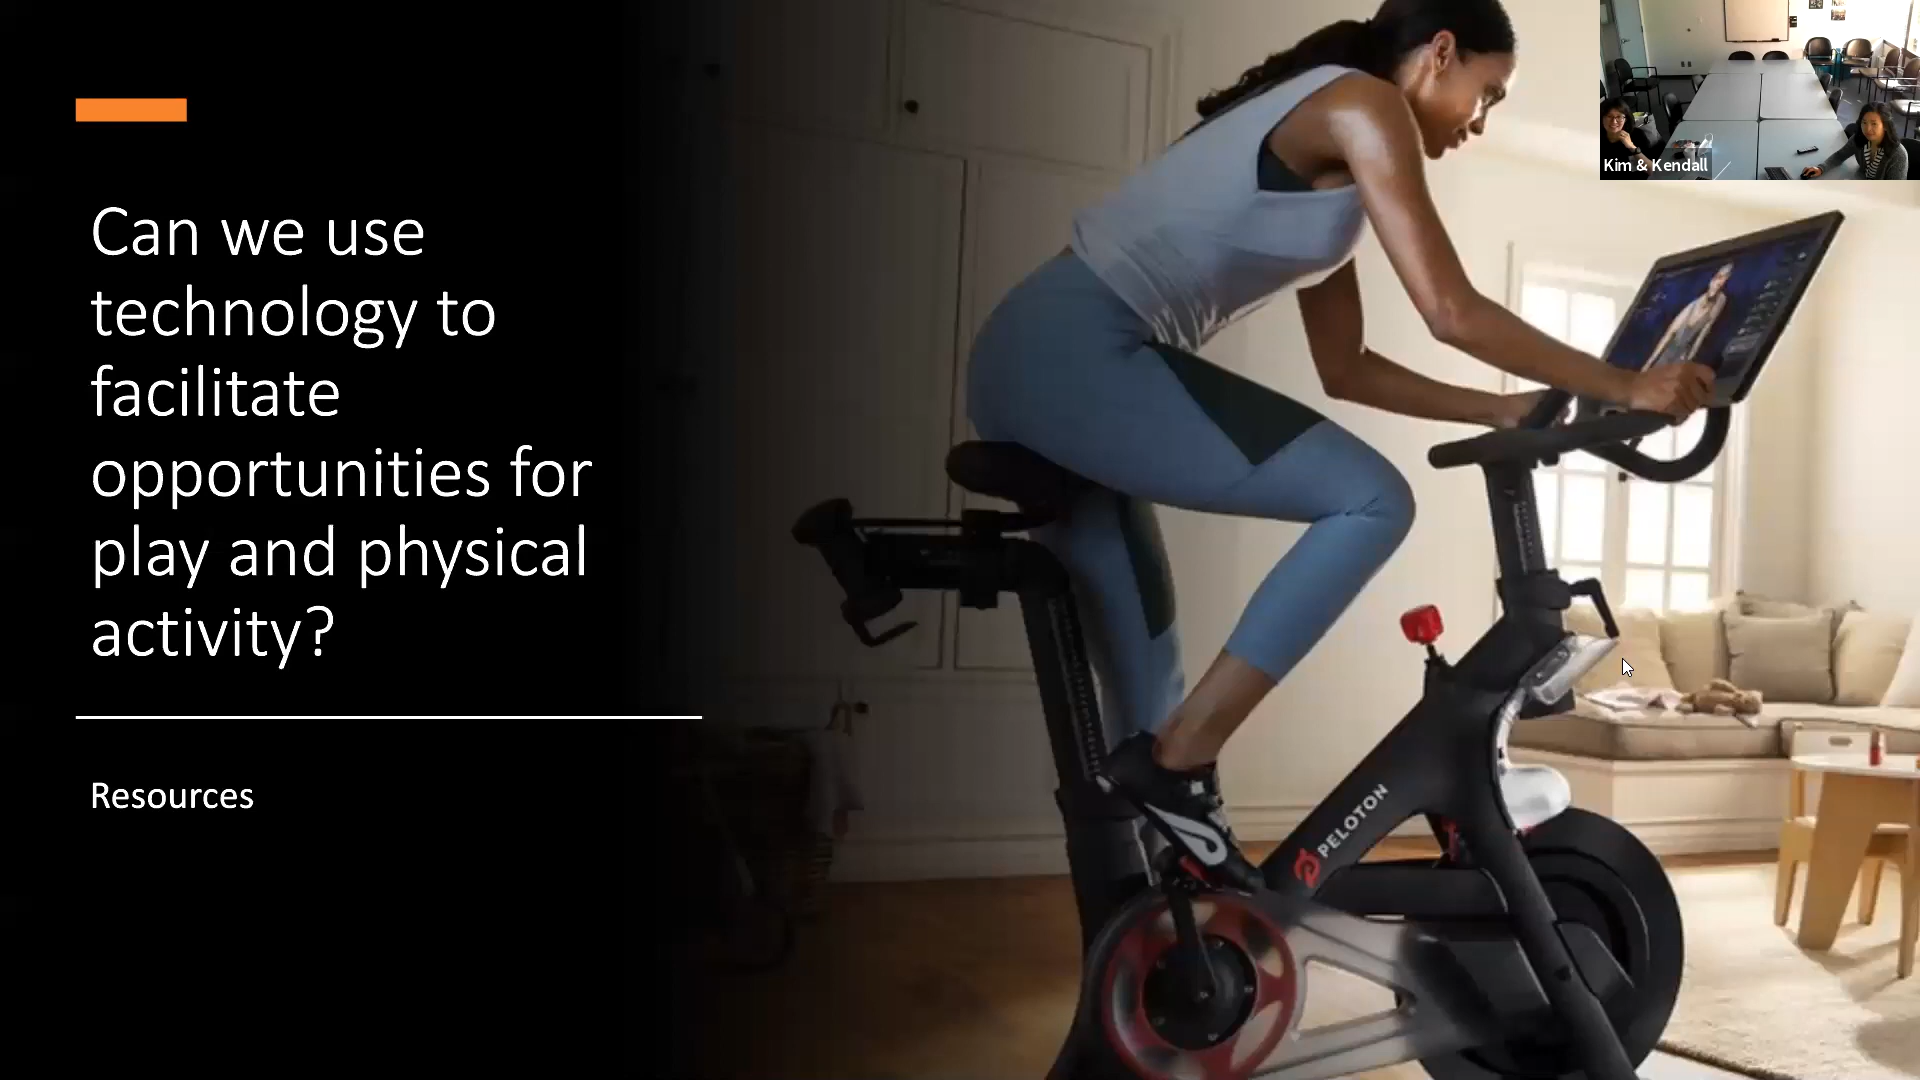 Can we use
technology to
facilitate
opportunities for
play and physical
activity?
Resources
Kim & Kendall
PELOTON